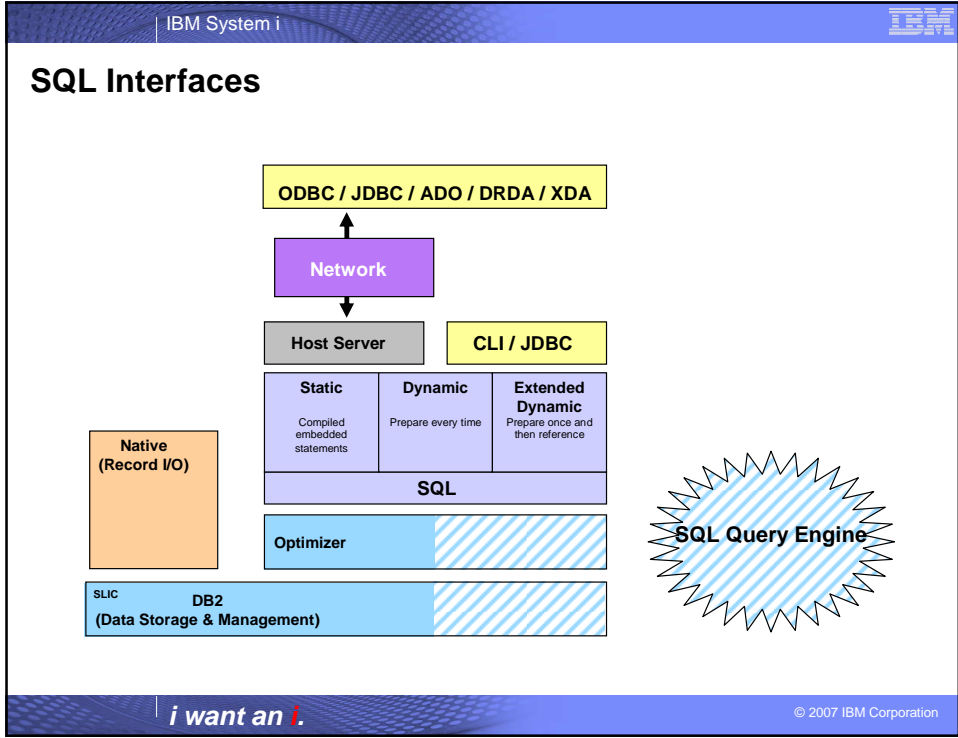 IBM System i
IBM
SQL Interfaces
ODBC / JDBC / ADO / DRDA / XDA
Network
Host Server
CLI / JDBC
Static
Compiled
embedded
statements
Dynamic
Prepare every time
Extended
Dynamic
Prepare once and
then reference
Native
(Record I/O)
SQL
SQL Query Engine
Optimizer
SLIC
DB2
(Data Storage & Management)
i want an i.
© 2007 IBM Corporation